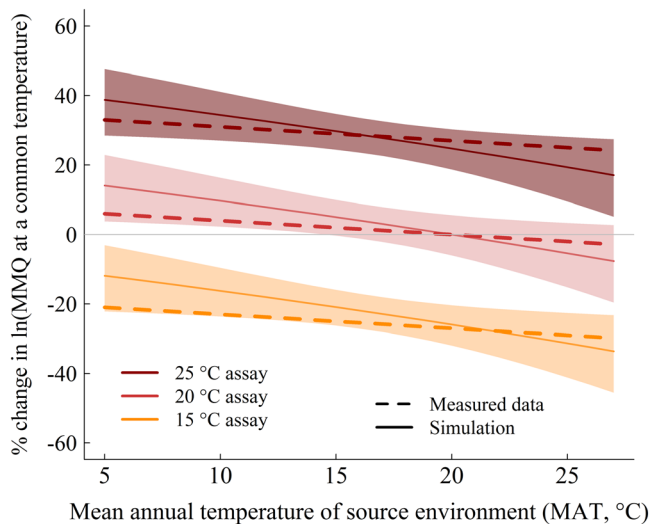 % change in ln(MMQ at a common temperature)
60
40
20
0
-20
-40
-60
25 °C assay
20 °C assay
15 °C assay
Measured data
Simulation
5
10
15
20
25
Mean annual temperature of source environment (MAT, °C)